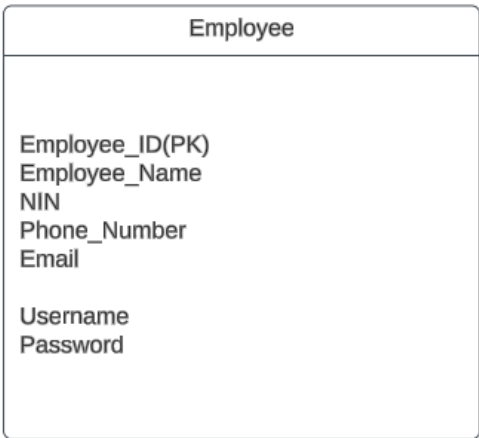 Employee
Employee_ID(PK)
Employee_Name
NIN
Phone_Number
Email
Username
Password